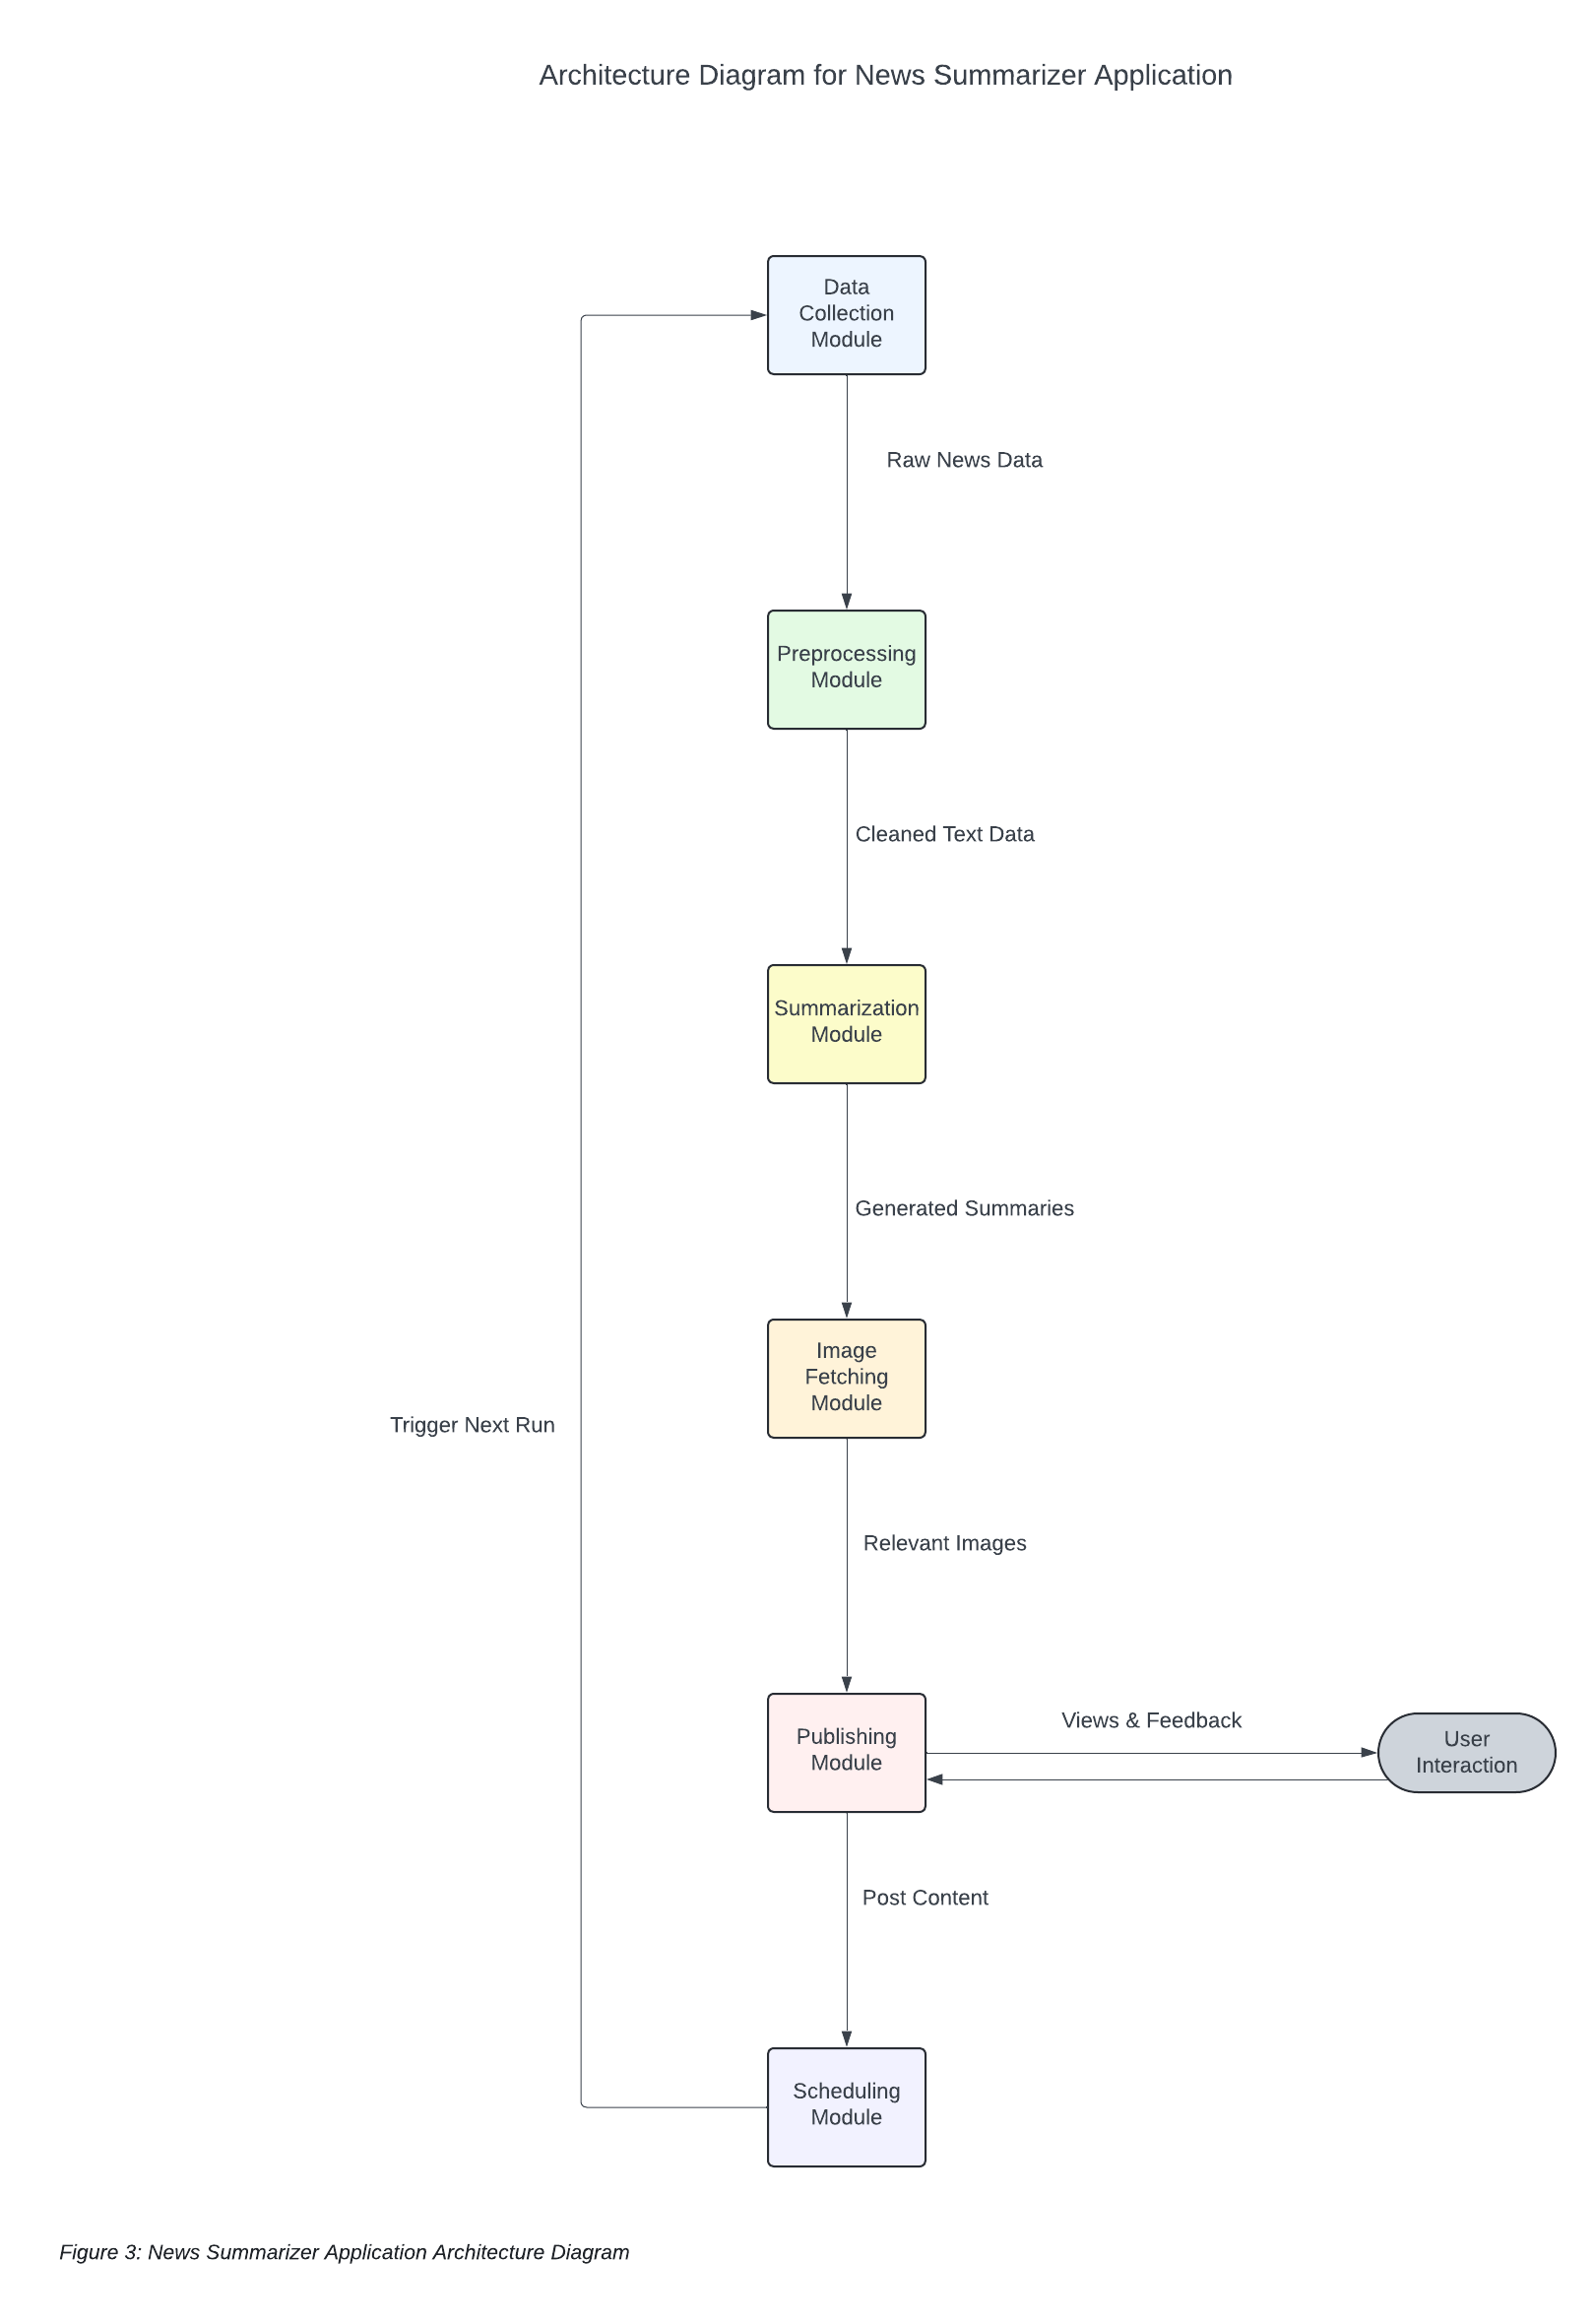 Architecture Diagram for News Summarizer Application
Data
Collection
Module
Raw News Data
Preprocessing
Module
Cleaned Text Data
Summarization
Module
Generated Summaries
Image
Fetching
Module
Trigger Next Run
Relevant Images
Publishing
Module
Views & Feedback
User
Interaction
Post Content
Scheduling
Module
Figure 3: News Summarizer Application Architecture Diagram